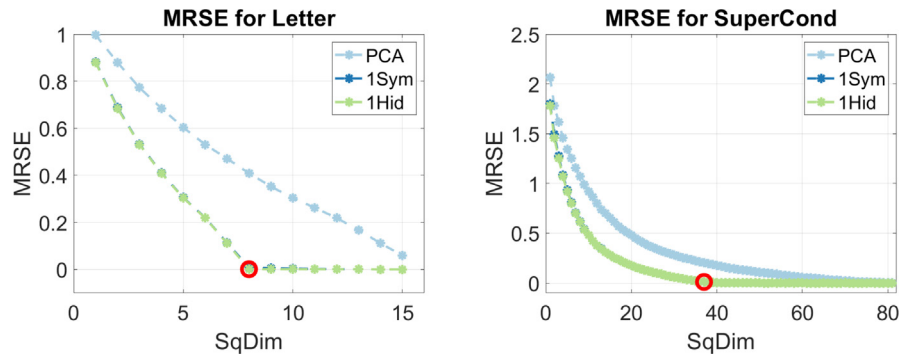 MRSE for Letter
1
0.8
0.6
0.4
0.2
0
MRSE
0 5 10 15
SqDim
PCA
1Sym
1Hid
MRSE for SuperCond
2.5
2
1.5
1
0.5
0
MRSE
0 20 40 60 80
SqDim
PCA
1Sym
1Hid